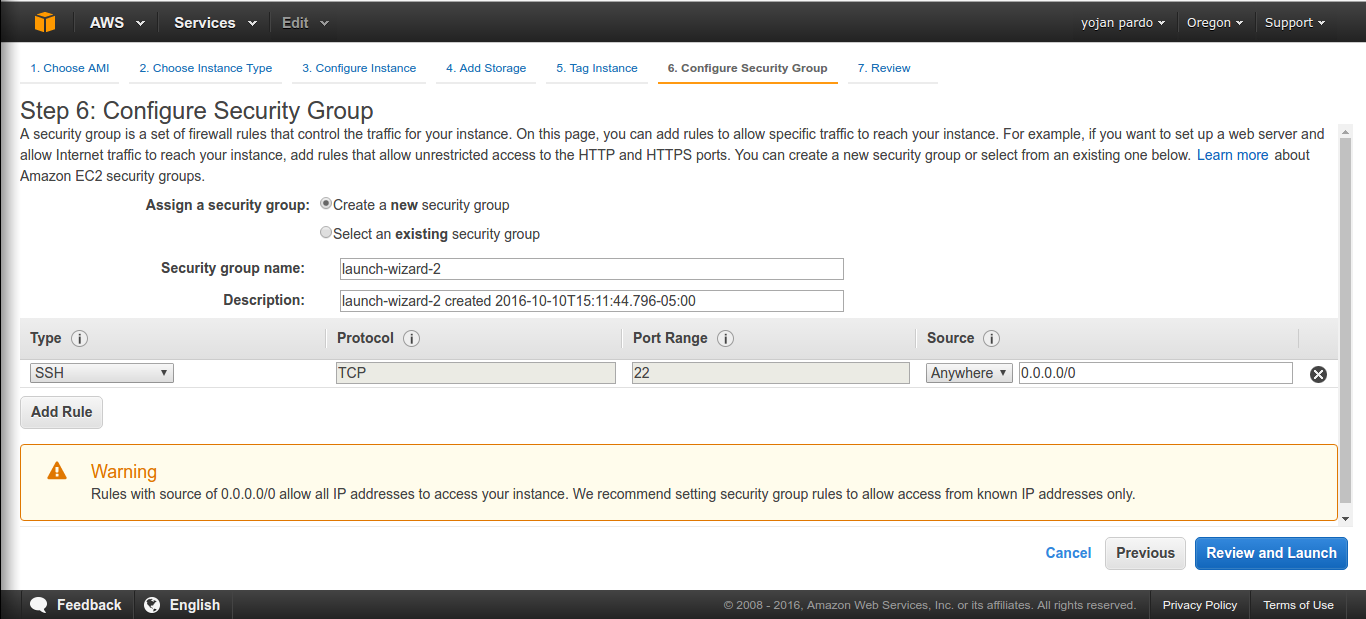 AWS Services Edit yojan pardo Oregon Support
1. Choose AMI 2. Choose Instance Type 3. Configure Instance 4. Add Storage 5. Tag Instance 6. Configure Security Group 7. Review
Step 6: Configure Security Group
A security group is a set of firewall rules that control the traffic for your instance. On this page, you can add rules to allow specific traffic to reach your instance. For example, if you want to set up a web server and
allow Internet traffic to reach your instance, add rules that allow unrestricted access to the HTTP and HTTPS ports. You can create a new security group or select from an existing one below. Learn more about
Amazon EC2 security groups.
Assign a security group: Create a new security group
Select an existing security group
Security group name: launch-wizard-2
Description: launch-wizard-2 created 2016-10-10T15:11:44.796-05:00
Type i Protocol i Port Range i Source i
SSH TCP 22 Anywhere 0.0.0.0/0
Add Rule
Warning
Rules with source of 0.0.0.0/0 allow all IP addresses to access your instance. We recommend setting security group rules to allow access from known IP addresses only.
Cancel Previous Review and Launch
Feedback English © 2008 - 2016, Amazon Web Services, Inc. or its affiliates. All rights reserved. Privacy Policy Terms of Use